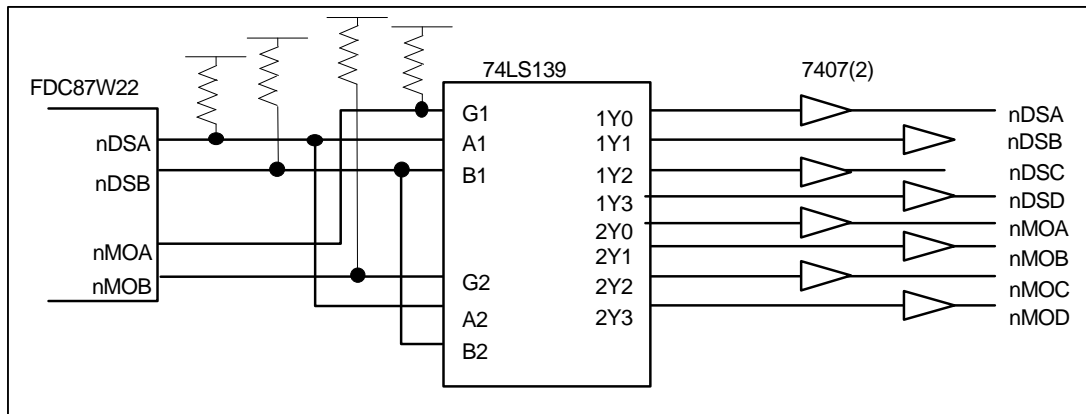 74LS139
7407(2)
FDC87W22
nDSA
nDSB
nMOA
nMOB
G1
A1
B1
G2
A2
B2
1Y0
1Y1
1Y2
1Y3
2Y0
2Y1
2Y2
2Y3
nDSA
nDSB
nDSC
nDSD
nMOA
nMOB
nMOC
nMOD